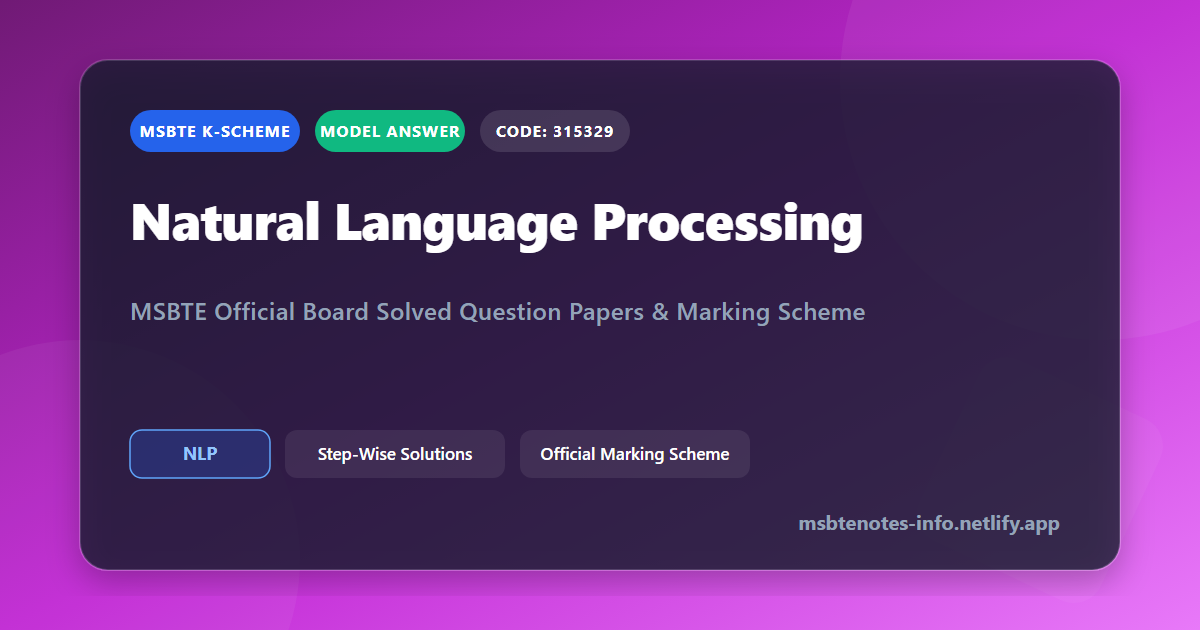 MSBTE K-SCHEME MODEL ANSWER CODE: 315329
Natural Language Processing
MSBTE Official Board Solved Question Papers & Marking Scheme
NLP Step-Wise Solutions Official Marking Scheme
msbtenotes-info.netlify.app